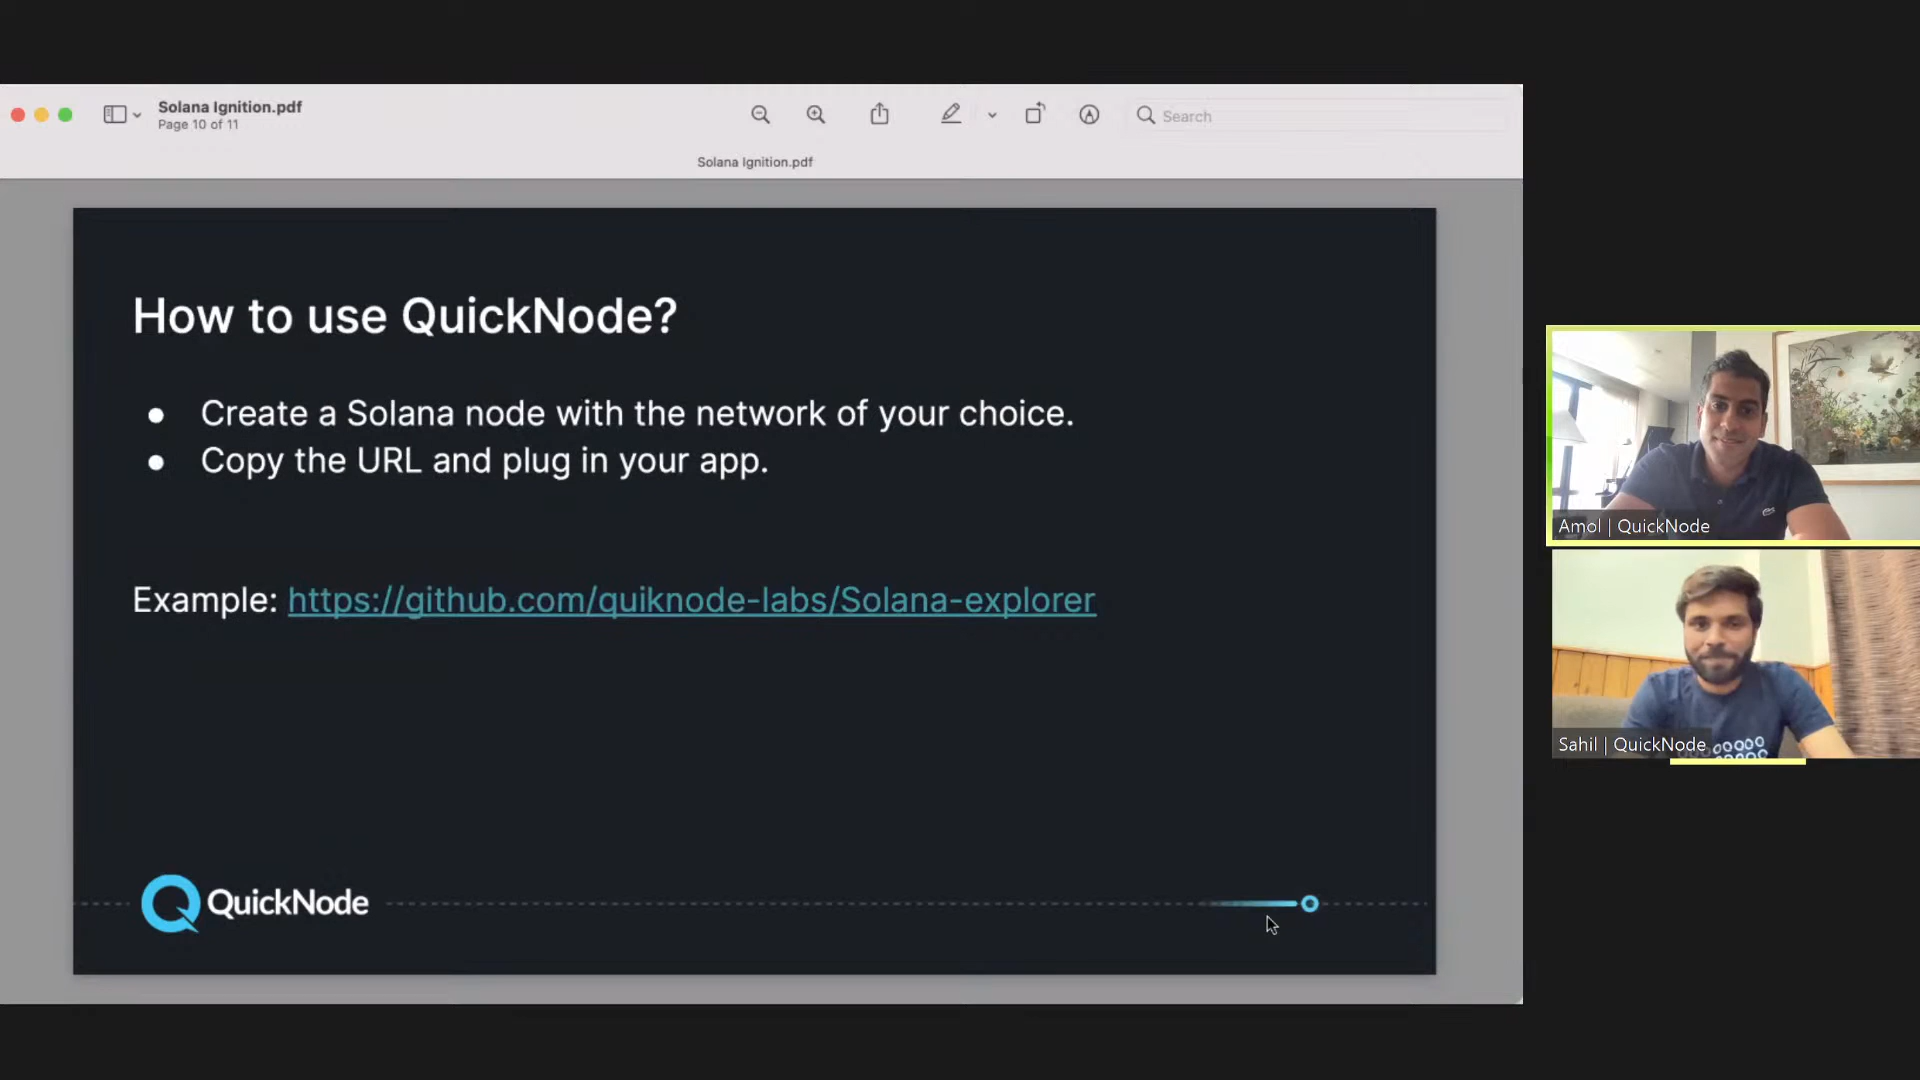 Solana Ignition.pdf
Page 10 of 11
Search
Solana Ignition.pdf
How to use QuickNode?
● Create a Solana node with the network of your choice.
● Copy the URL and plug in your app.
Example: https://github.com/quiknode-labs/Solana-explorer
QuickNode
Amol | QuickNode
Sahil | QuickNode